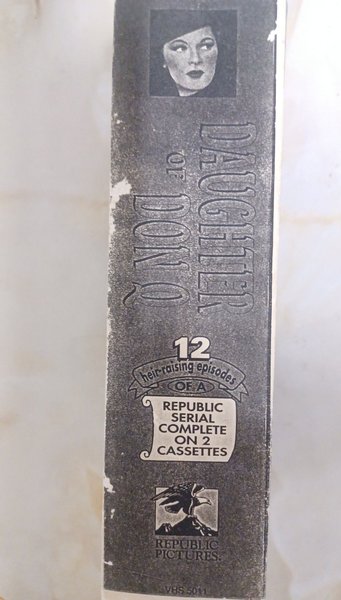 DAUGHTER
OF
DON Q
12
heir-raising episodes
OF A
REPUBLIC
SERIAL
COMPLETE
ON 2
CASSETTES
REPUBLIC
PICTURES
VHS 5011